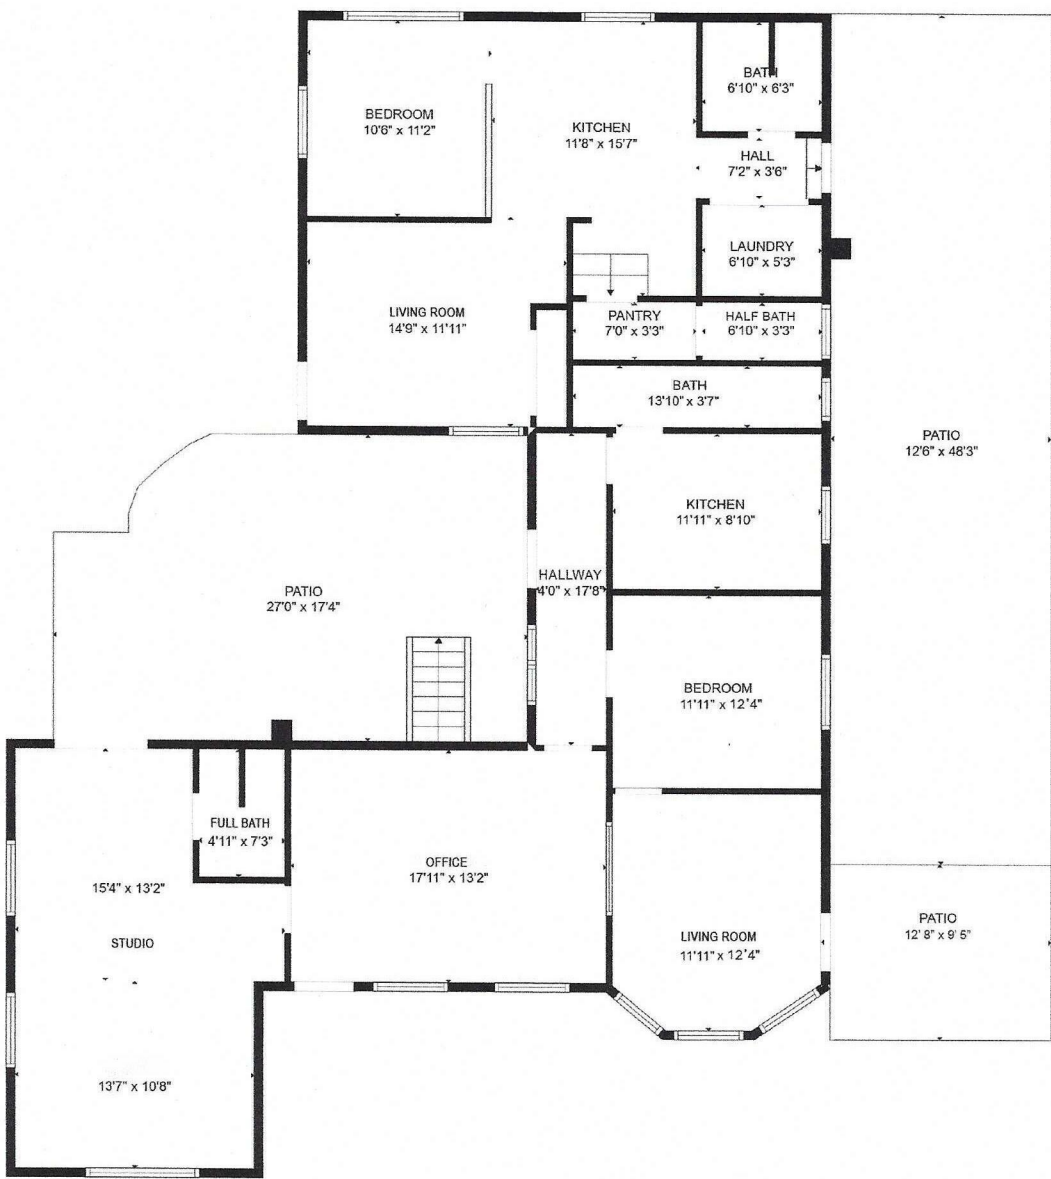 BATH
6'10" x 6'3"
BEDROOM
10'6" x 11'2"
KITCHEN
11'8" x 15'7"
HALL
7'2" x 3'6"
LAUNDRY
6'10" x 5'3"
LIVING ROOM
14'9" x 11'11"
PANTRY
7'0" x 3'3"
HALF BATH
6'10" x 3'3"
BATH
13'10" x 3'7"
PATIO
12'6" x 48'3"
KITCHEN
11'11" x 8'10"
HALLWAY
4'0" x 17'8"
PATIO
27'0" x 17'4"
BEDROOM
11'11" x 12'4"
FULL BATH
4'11" x 7'3"
OFFICE
17'11" x 13'2"
15'4" x 13'2"
STUDIO
PATIO
12'8" x 9'5"
LIVING ROOM
11'11" x 12'4"
13'7" x 10'8"